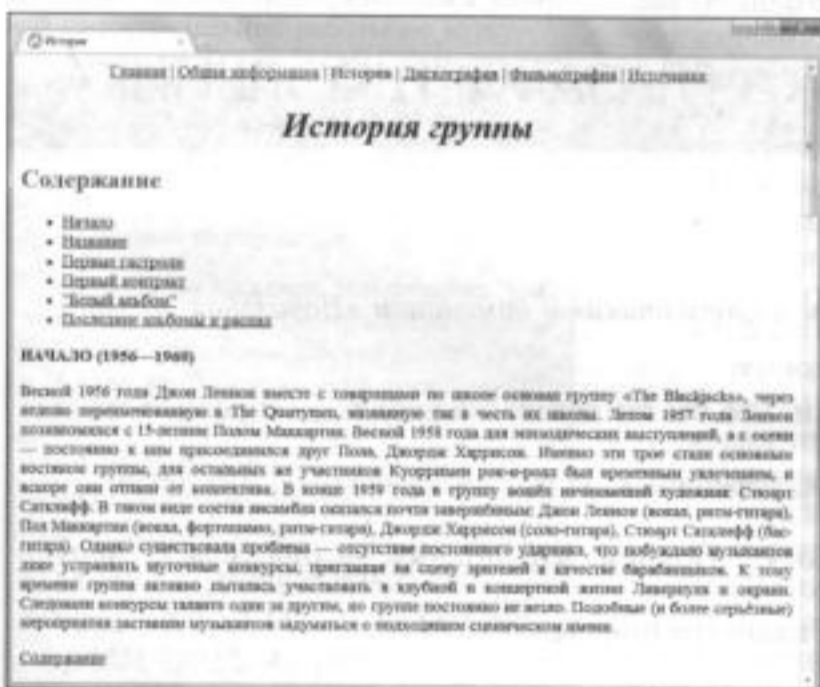 История
Главная | Общая информация | История | Дискография | Фильмография | Источники
История группы
Содержание
• Начало
• Название
• Первые гастроли
• Первый контракт
• "Белый альбом"
• Последние альбомы и распад
НАЧАЛО (1956—1960)
Весной 1956 года Джон Леннон вместе с товарищами по школе основал группу «The Blackjacks», через
неделю переименованную в The Quarrymen, названную так в честь их школы. Летом 1957 года Леннон
познакомился с 15-летним Полом Маккартни. Весной 1958 года для эпизодических выступлений, а с осени
— постоянно к ним присоединился друг Пола, Джордж Харрисон. Именно эти трое стали основным
костяком группы, для остальных же участников Куорримен рок-н-ролл был временным увлечением, и
вскоре они отпали от коллектива. В конце 1959 года в группу вошёл начинающий художник Стюарт
Сатклифф. В таком виде состав ансамбля оказался почти завершённым: Джон Леннон (вокал, ритм-гитара),
Пол Маккартни (вокал, фортепиано, ритм-гитара), Джордж Харрисон (соло-гитара), Стюарт Сатклифф (бас-
гитара). Однако существовала проблема — отсутствие постоянного ударника, что побуждало музыкантов
даже устраивать шуточные конкурсы, приглашая на сцену зрителей в качестве барабанщиков. К тому
времени группа активно пыталась участвовать в клубной и концертной жизни Ливерпуля и окраин.
Следовали конкурсы талантов один за другим, но группе постоянно не везло. Подобные (и более серьёзные)
мероприятия заставили музыкантов задуматься о подходящем сценическом имени.
Содержание